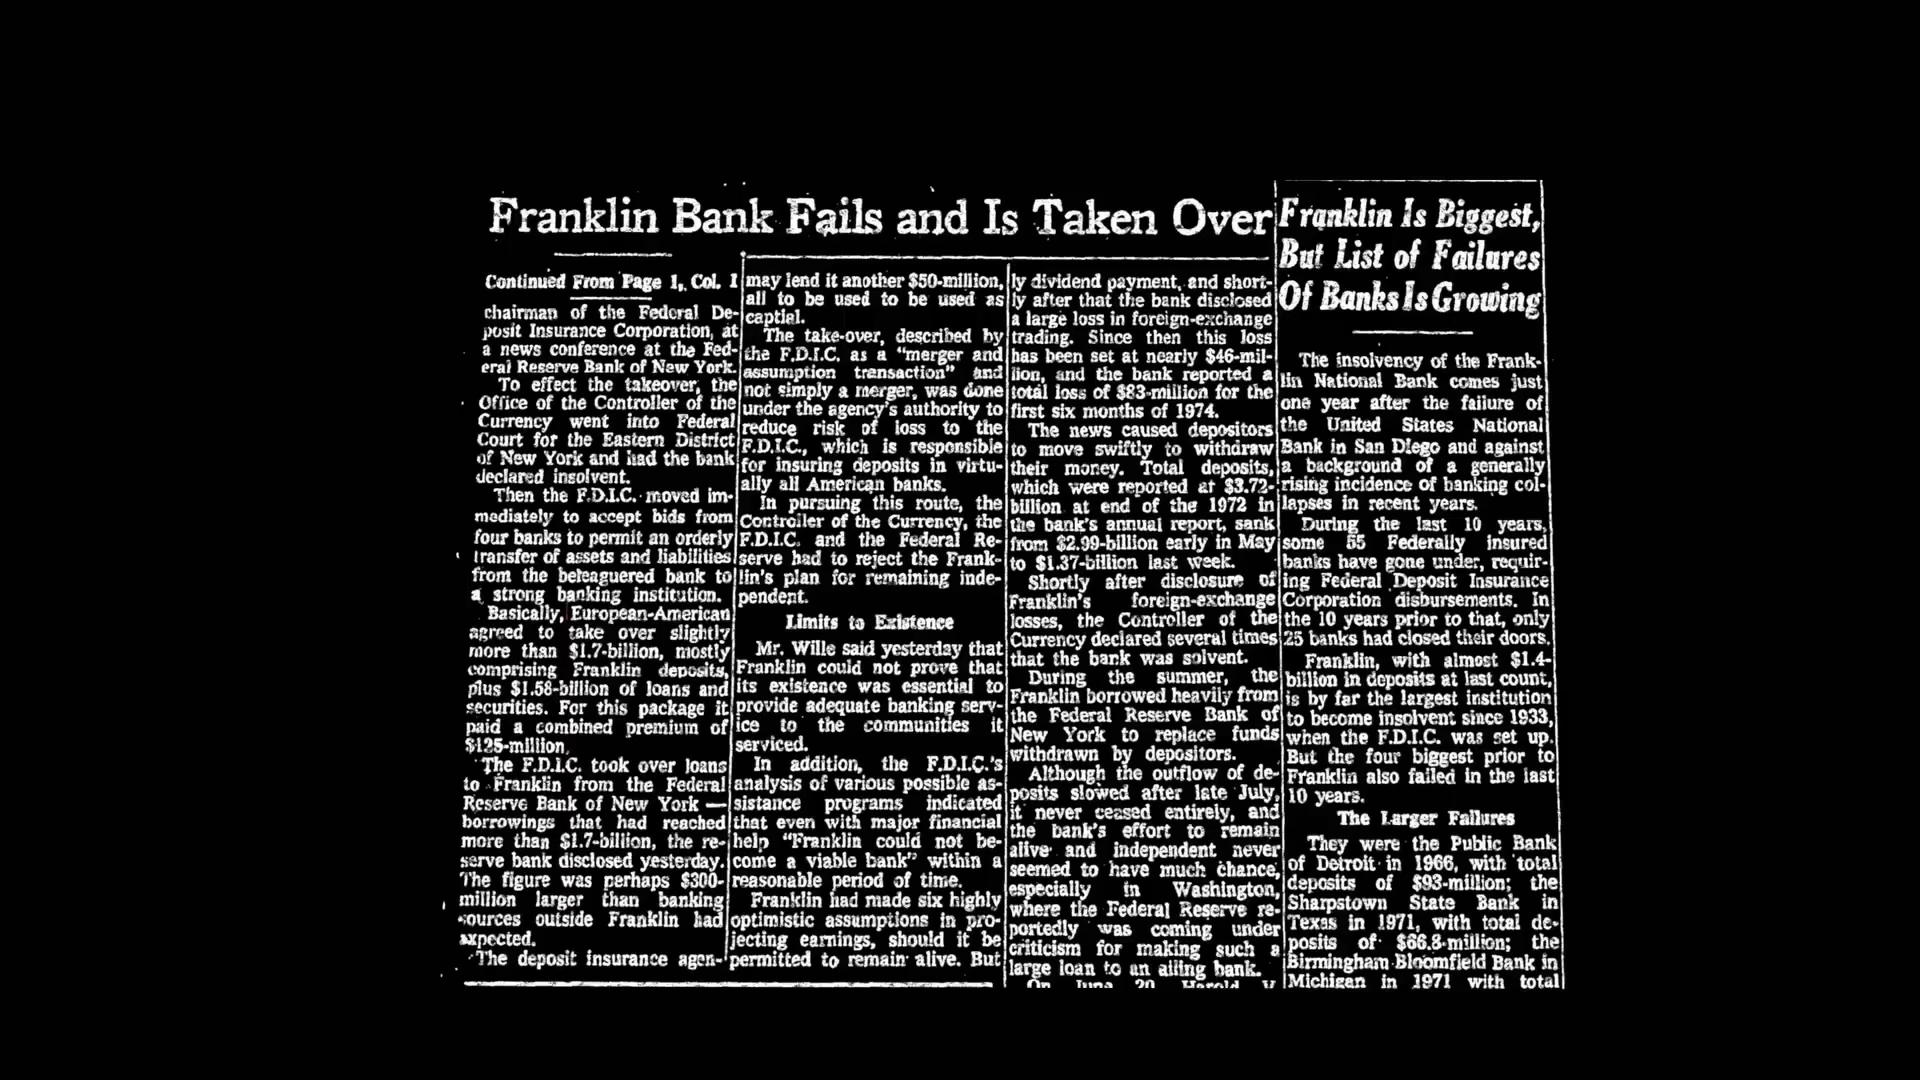 Franklin Bank Fails and Is Taken Over
Continued From Page 1, Col. 1
chairman of the Federal De-
posit Insurance Corporation, at
a news conference at the Fed-
eral Reserve Bank of New York.
To effect the takeover, the
Office of the Controller of the
Currency went into Federal
Court for the Eastern District
of New York and had the bank
declared insolvent.
Then the F.D.I.C. moved im-
mediately to accept bids from
four banks to permit an orderly
transfer of assets and liabilities
from the beleaguered bank to
a strong banking institution.
Basically, European-American
agreed to take over slightly
more than $1.7-billion, mostly
comprising Franklin deposits,
plus $1.58-billion of loans and
securities. For this package it
paid a combined premium of
$125-million.
The F.D.I.C. took over loans
to Franklin from the Federal
Reserve Bank of New York —
borrowings that had reached
more than $1.7-billion, the re-
serve bank disclosed yesterday.
The figure was perhaps $300-
million larger than banking
sources outside Franklin had
expected.
The deposit insurance agen-
may lend it another $50-million,
all to be used to be used as
captial.
The take-over, described by
the F.D.I.C. as a "merger and
assumption transaction" and
not simply a merger, was done
under the agency's authority to
reduce risk of loss to the
F.D.I.C., which is responsible
for insuring deposits in virtu-
ally all American banks.
In pursuing this route, the
Controller of the Currency, the
F.D.I.C. and the Federal Re-
serve had to reject the Frank-
lin's plan for remaining inde-
pendent.
Limits to Existence
Mr. Wille said yesterday that
Franklin could not prove that
its existence was essential to
provide adequate banking serv-
ice to the communities it
serviced.
In addition, the F.D.I.C.'s
analysis of various possible as-
sistance programs indicated
that even with major financial
help "Franklin could not be-
come a viable bank" within a
reasonable period of time.
Franklin had made six highly
optimistic assumptions in pro-
jecting earnings, should it be
permitted to remain alive. But
ly dividend payment, and short-
ly after that the bank disclosed
a large loss in foreign-exchange
trading. Since then this loss
has been set at nearly $46-mil-
lion, and the bank reported a
total loss of $83-million for the
first six months of 1974.
The news caused depositors
to move swiftly to withdraw
their money. Total deposits,
which were reported at $3.72-
billion at end of the 1972 in
the bank's annual report, sank
from $2.99-billion early in May
to $1.37-billion last week.
Shortly after disclosure of
Franklin's foreign-exchange
losses, the Controller of the
Currency declared several times
that the bank was solvent.
During the summer, the
Franklin borrowed heavily from
the Federal Reserve Bank of
New York to replace funds
withdrawn by depositors.
Although the outflow of de-
posits slowed after late July,
it never ceased entirely, and
the bank's effort to remain
alive and independent never
seemed to have much chance,
especially in Washington,
where the Federal Reserve re-
portedly was coming under
criticism for making such a
large loan to an ailing bank.
On June 20, Harold V.
Franklin Is Biggest,
But List of Failures
Of Banks Is Growing
The insolvency of the Frank-
lin National Bank comes just
one year after the failure of
the United States National
Bank in San Diego and against
a background of a generally
rising incidence of banking col-
lapses in recent years.
During the last 10 years,
some 55 Federally insured
banks have gone under, requir-
ing Federal Deposit Insurance
Corporation disbursements. In
the 10 years prior to that, only
25 banks had closed their doors.
Franklin, with almost $1.4-
billion in deposits at last count,
is by far the largest institution
to become insolvent since 1933,
when the F.D.I.C. was set up.
But the four biggest prior to
Franklin also failed in the last
10 years.
The Larger Failures
They were the Public Bank
of Detroit in 1966, with total
deposits of $93-million; the
Sharpstown State Bank in
Texas in 1971, with total de-
posits of $66.8-million; the
Birmingham Bloomfield Bank in
Michigan in 1971 with total